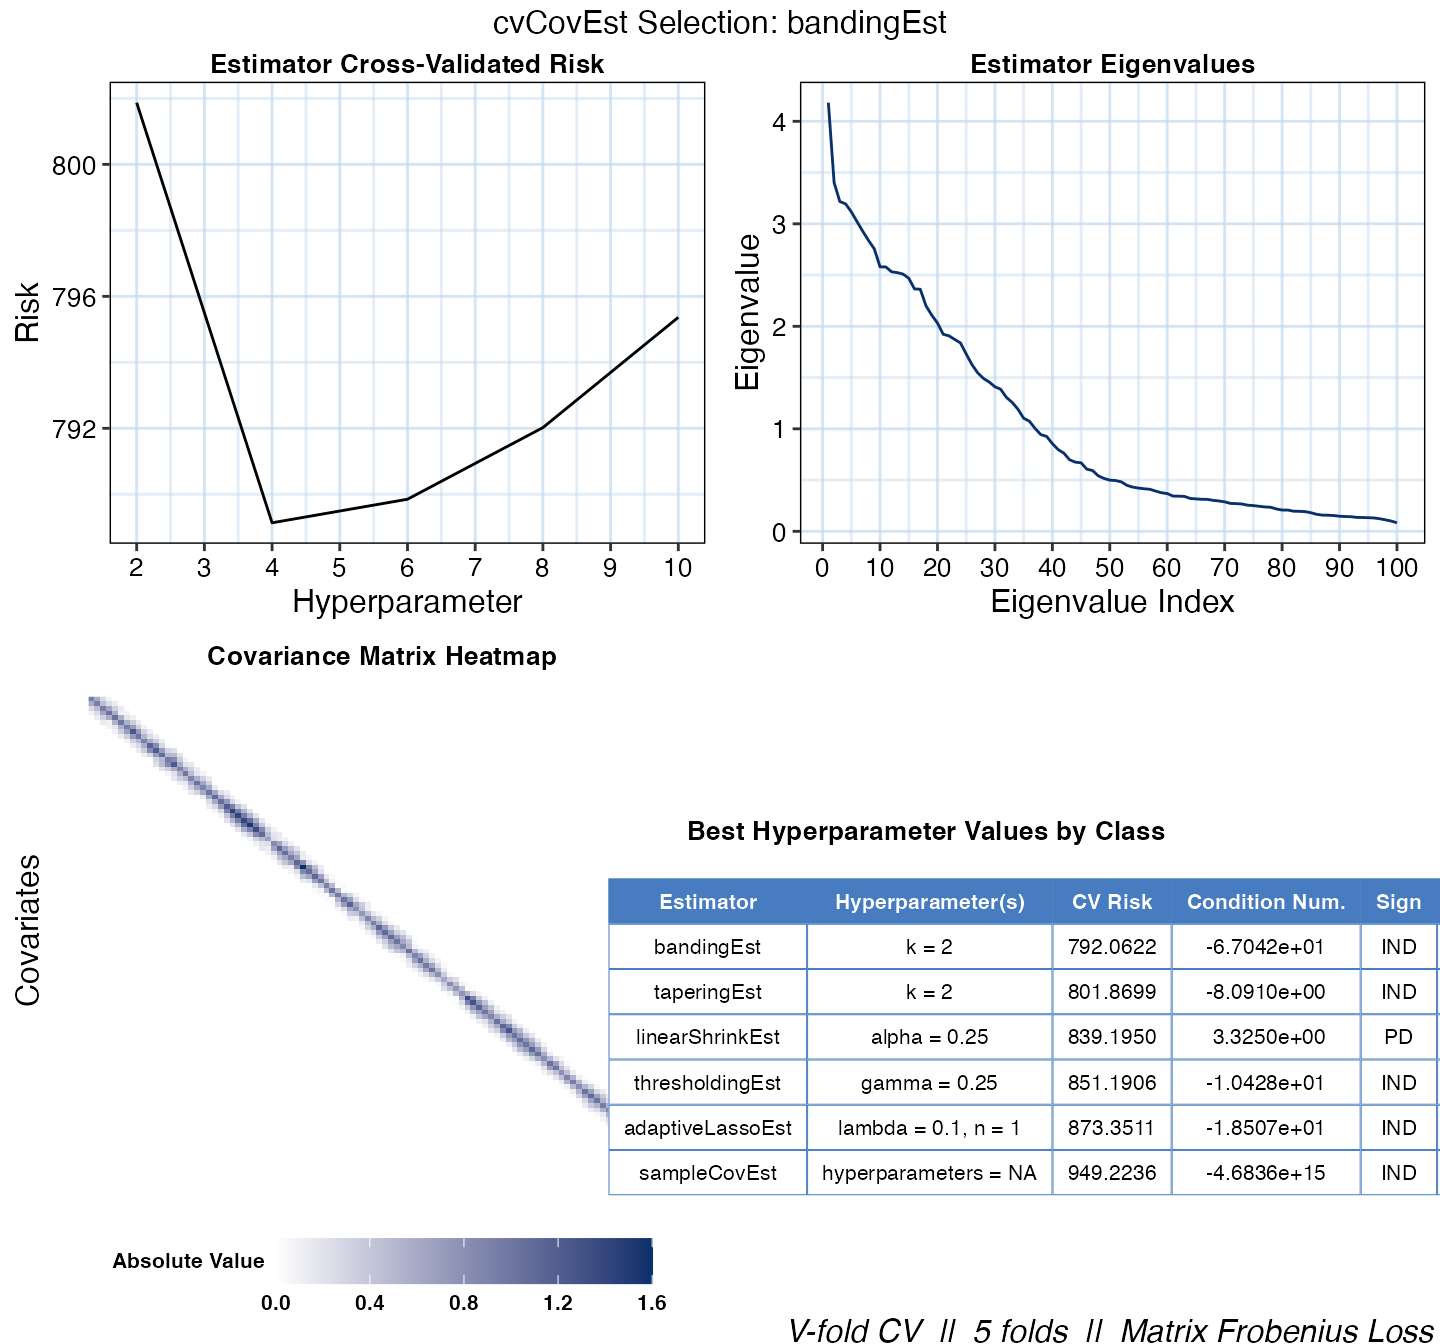 cvCovEst Selection: bandingEst
Estimator Cross-Validated Risk
800
796
792
Risk
2 3 4 5 6 7 8 9 10
Hyperparameter
Estimator Eigenvalues
4
3
2
1
0
Eigenvalue
0 10 20 30 40 50 60 70 80 90 100
Eigenvalue Index
Covariance Matrix Heatmap
Covariates
Absolute Value
0.0 0.4 0.8 1.2 1.6
Best Hyperparameter Values by Class
Estimator Hyperparameter(s) CV Risk Condition Num. Sign
bandingEst k = 2 792.0622 -6.7042e+01 IND
taperingEst k = 2 801.8699 -8.0910e+00 IND
linearShrinkEst alpha = 0.25 839.1950 3.3250e+00 PD
thresholdingEst gamma = 0.25 851.1906 -1.0428e+01 IND
adaptiveLassoEst lambda = 0.1, n = 1 873.3511 -1.8507e+01 IND
sampleCovEst hyperparameters = NA 949.2236 -4.6836e+15 IND
V-fold CV || 5 folds || Matrix Frobenius Loss